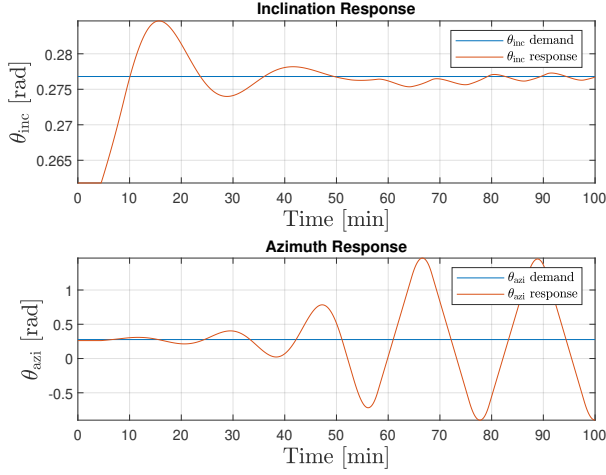 Inclination Response
θinc [rad]
0.28
0.275
0.27
0.265
θinc demand
θinc response
0 10 20 30 40 50 60 70 80 90 100
Time [min]
Azimuth Response
θazi [rad]
1
0.5
0
-0.5
θazi demand
θazi response
0 10 20 30 40 50 60 70 80 90 100
Time [min]